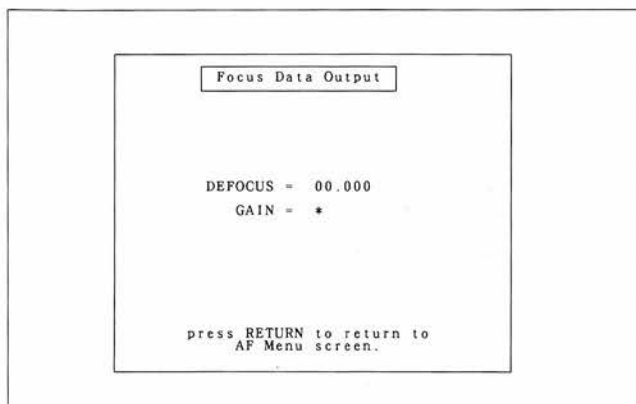 Focus Data Output
DEFOCUS = 00.000
GAIN = *
press RETURN to return to
AF Menu screen.